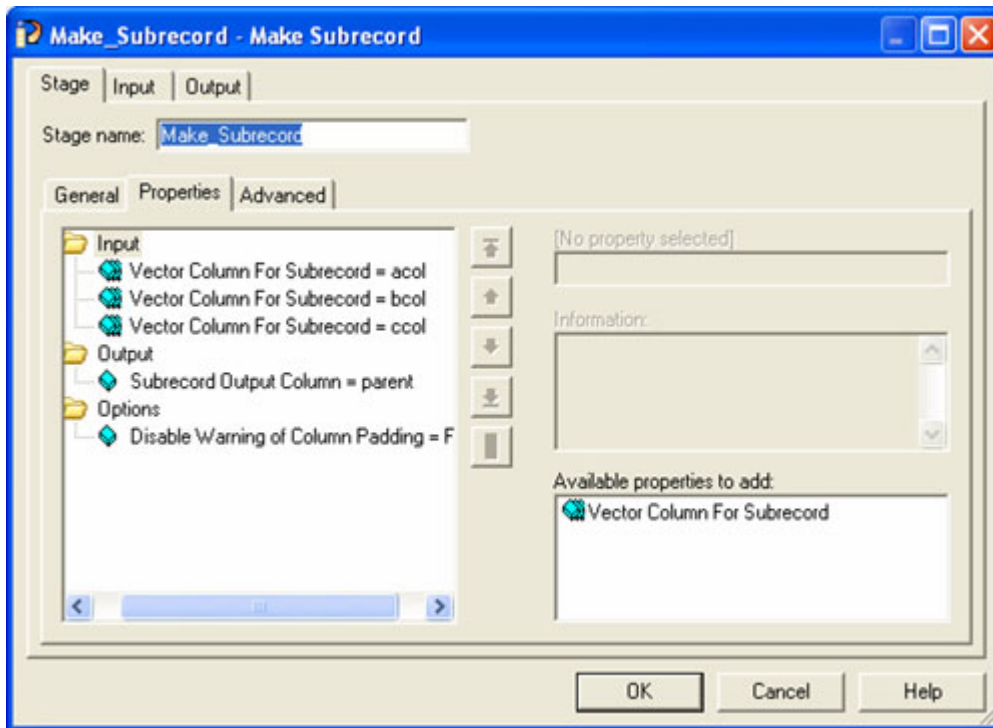 Make_Subrecord - Make Subrecord
Stage Input Output
Stage name: Make_Subrecord
General Properties Advanced
Input
Vector Column For Subrecord = acol
Vector Column For Subrecord = bcol
Vector Column For Subrecord = ccol
Output
Subrecord Output Column = parent
Options
Disable Warning of Column Padding = F
[No property selected]
Information:
Available properties to add:
Vector Column For Subrecord
OK Cancel Help